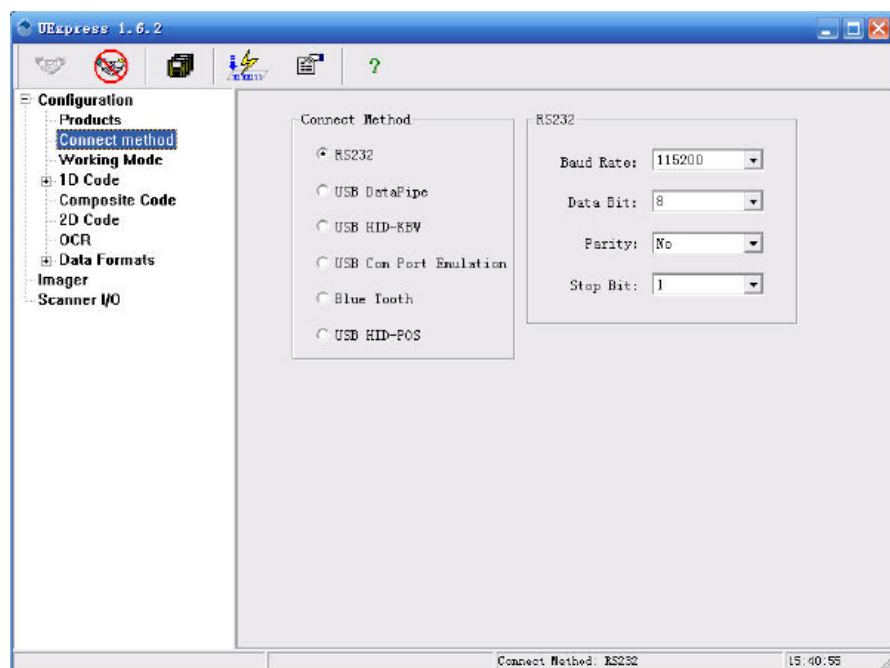 UExpress 1.6.2
?
Configuration
Products
Connect method
Working Mode
1D Code
Composite Code
2D Code
OCR
Data Formats
Imager
Scanner I/O
Connect Method
RS232
USB DataPipe
USB HID-KBW
USB Com Port Emulation
Blue Tooth
USB HID-POS
RS232
Baud Rate: 115200
Data Bit: 8
Parity: No
Stop Bit: 1
Connect Method: RS232
15:40:55